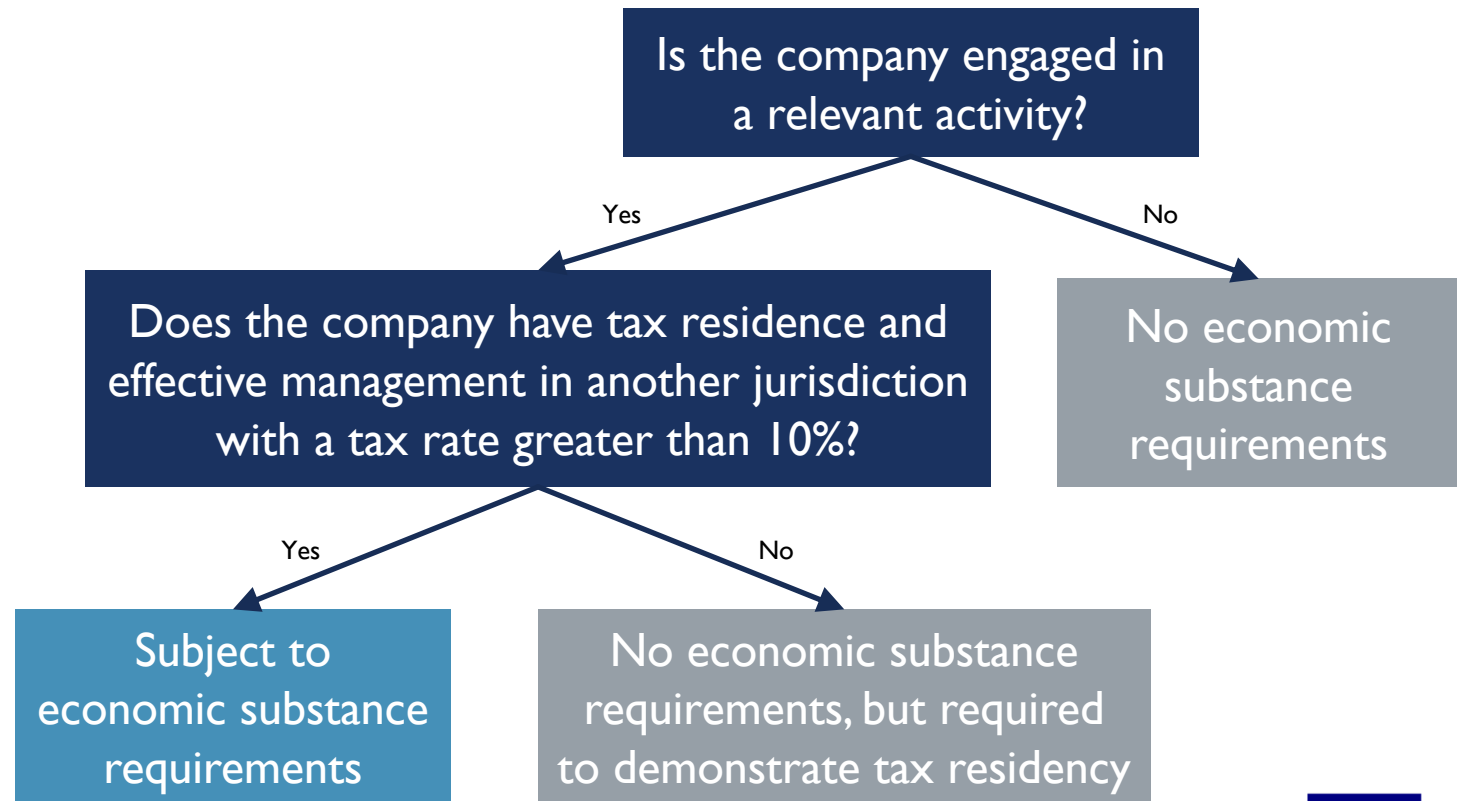 Is the company engaged in
a relevant activity?
Yes
No
Does the company have tax residence and
effective management in another jurisdiction
with a tax rate greater than 10%?
No economic
substance
requirements
Yes
No
Subject to
economic substance
requirements
No economic substance
requirements, but required
to demonstrate tax residency